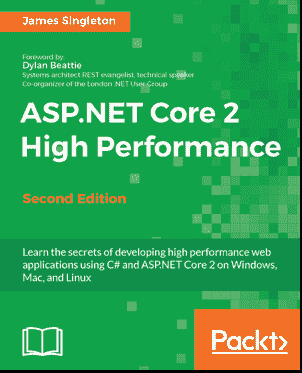 James Singleton
Foreword by:
Dylan Beattie
Systems architect REST evangelist, technical speaker
Co-organizer of the London .NET User Group
ASP.NET Core 2
High Performance
Second Edition
Learn the secrets of developing high performance web
applications using C# and ASP.NET Core 2 on Windows,
Mac, and Linux
Packt>